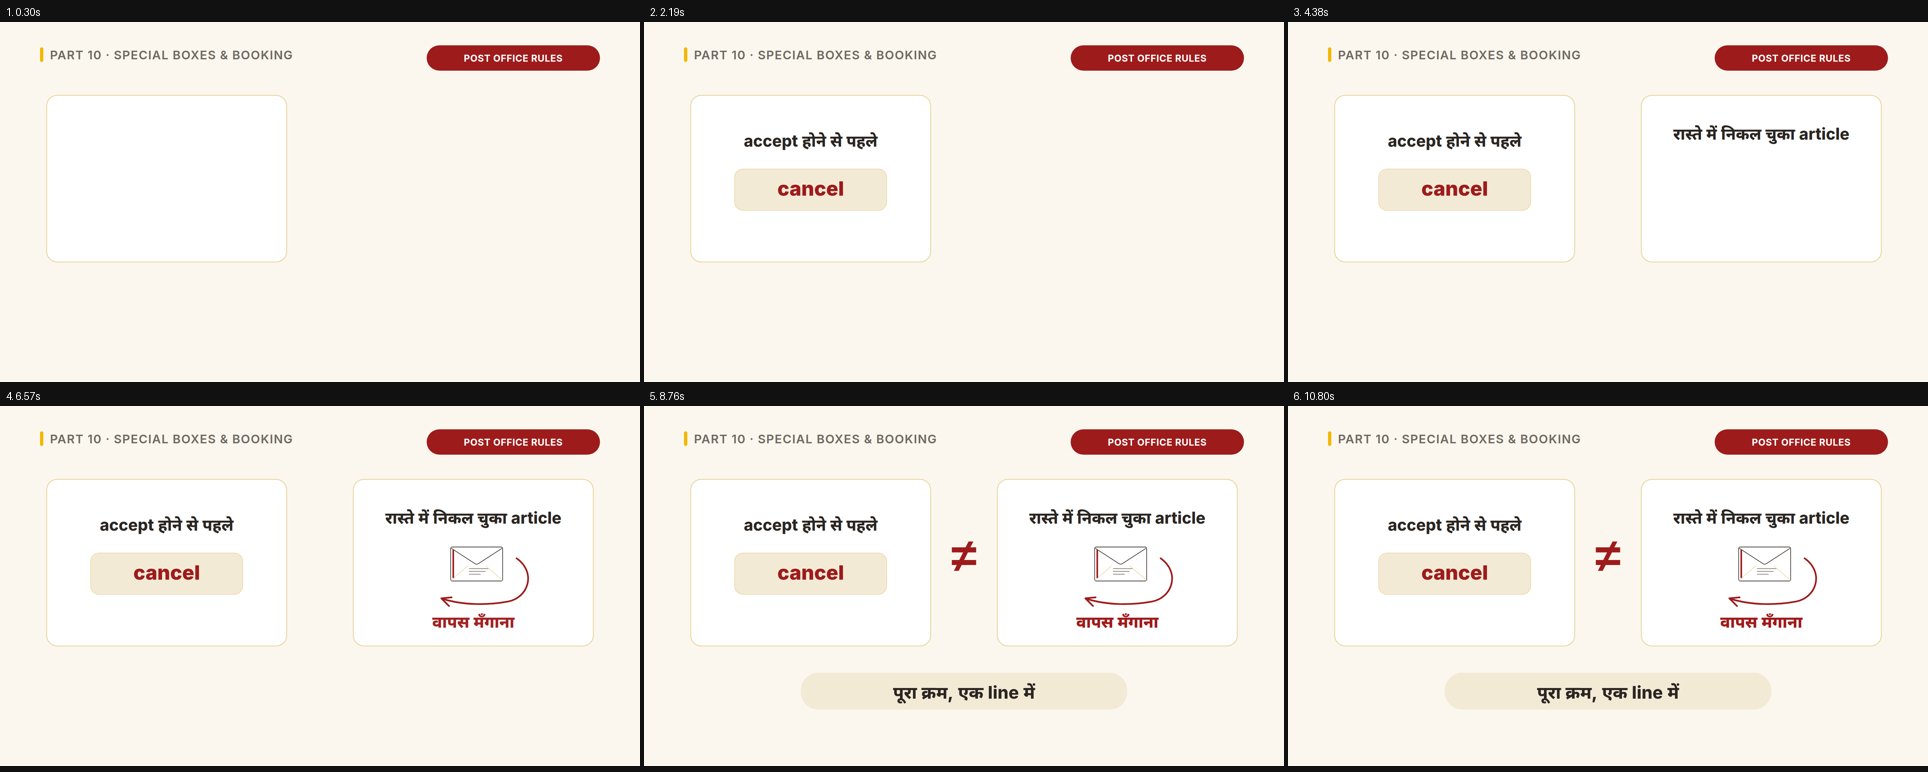 1. 0.30s
PART 10 · SPECIAL BOXES & BOOKING
POST OFFICE RULES
2. 2.19s
PART 10 · SPECIAL BOXES & BOOKING
POST OFFICE RULES
accept होने से पहले
cancel
3. 4.38s
PART 10 · SPECIAL BOXES & BOOKING
POST OFFICE RULES
accept होने से पहले
cancel
रास्ते में निकल चुका article
4. 6.57s
PART 10 · SPECIAL BOXES & BOOKING
POST OFFICE RULES
accept होने से पहले
cancel
रास्ते में निकल चुका article
वापस मँगाना
5. 8.76s
PART 10 · SPECIAL BOXES & BOOKING
POST OFFICE RULES
accept होने से पहले
cancel
≠
रास्ते में निकल चुका article
वापस मँगाना
पूरा क्रम, एक line में
6. 10.80s
PART 10 · SPECIAL BOXES & BOOKING
POST OFFICE RULES
accept होने से पहले
cancel
≠
रास्ते में निकल चुका article
वापस मँगाना
पूरा क्रम, एक line में